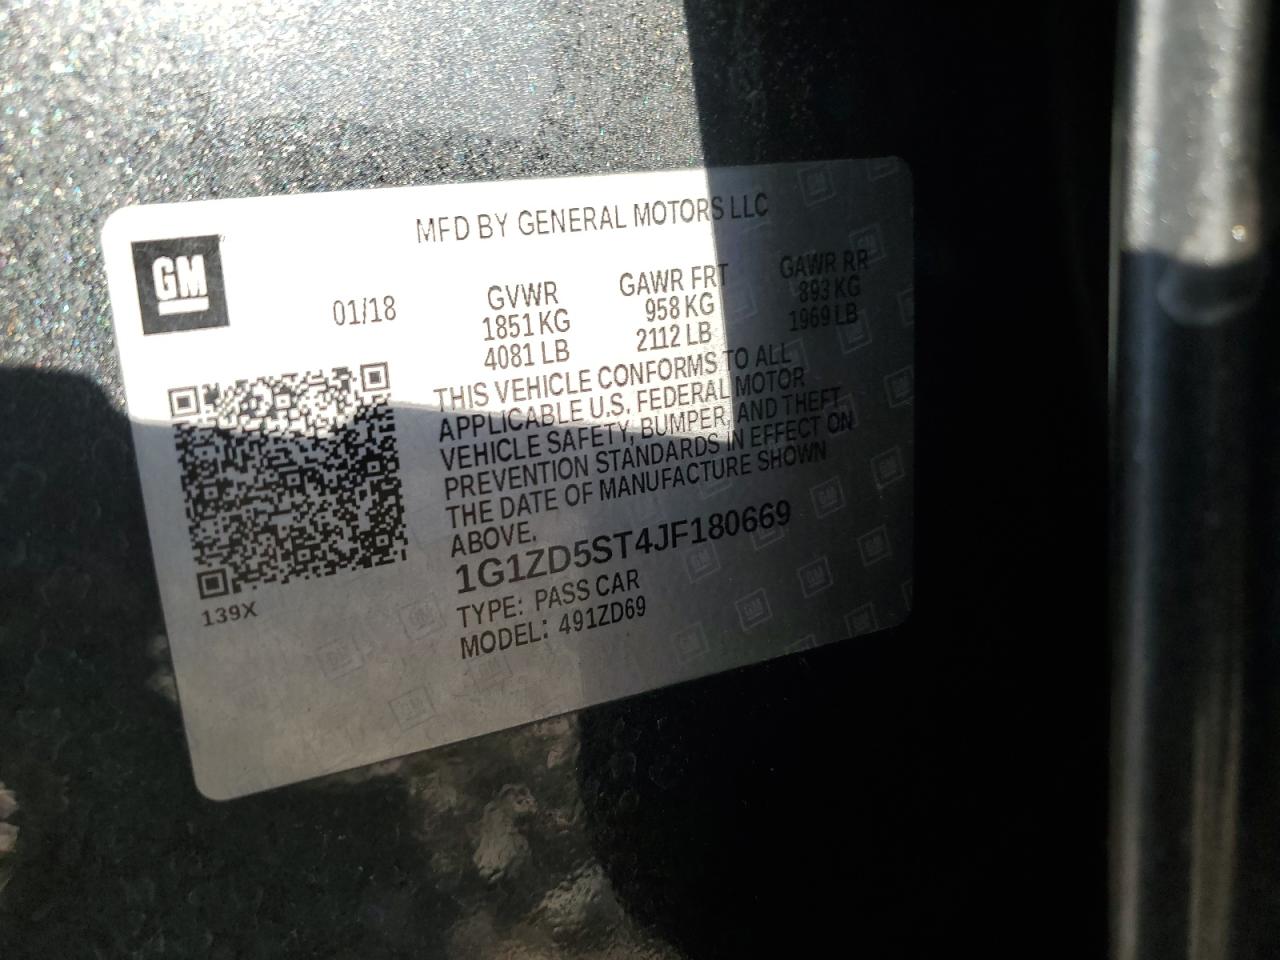 MFD BY GENERAL MOTORS LLC
GM
01/18
GVWR
1851 KG
4081 LB
GAWR FRT
958 KG
2112 LB
GAWR RR
893 KG
1969 LB
THIS VEHICLE CONFORMS TO ALL
APPLICABLE U.S. FEDERAL MOTOR
VEHICLE SAFETY, BUMPER, AND THEFT
PREVENTION STANDARDS IN EFFECT ON
THE DATE OF MANUFACTURE SHOWN
ABOVE.
1G1ZD5ST4JF180669
TYPE: PASS CAR
MODEL: 491ZD69
139X